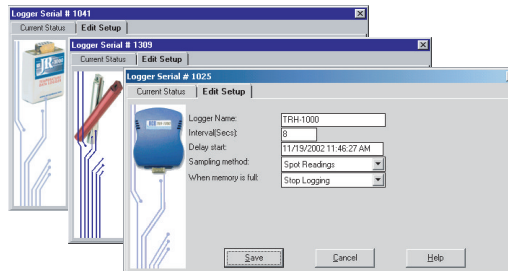 Logger Serial # 1041
Current Status
Edit Setup
Logger Serial # 1309
Current Status
Edit Setup
Logger Serial # 1025
Current Status
Edit Setup
Logger Name:
TRH-1000
Interval(Secs):
8
Delay start:
11/19/2002 11:46:27 AM
Sampling method:
Spot Readings
When memory is full:
Stop Logging
Save
Cancel
Help